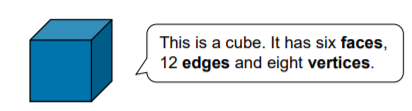 This is a cube. It has six faces,
12 edges and eight vertices.